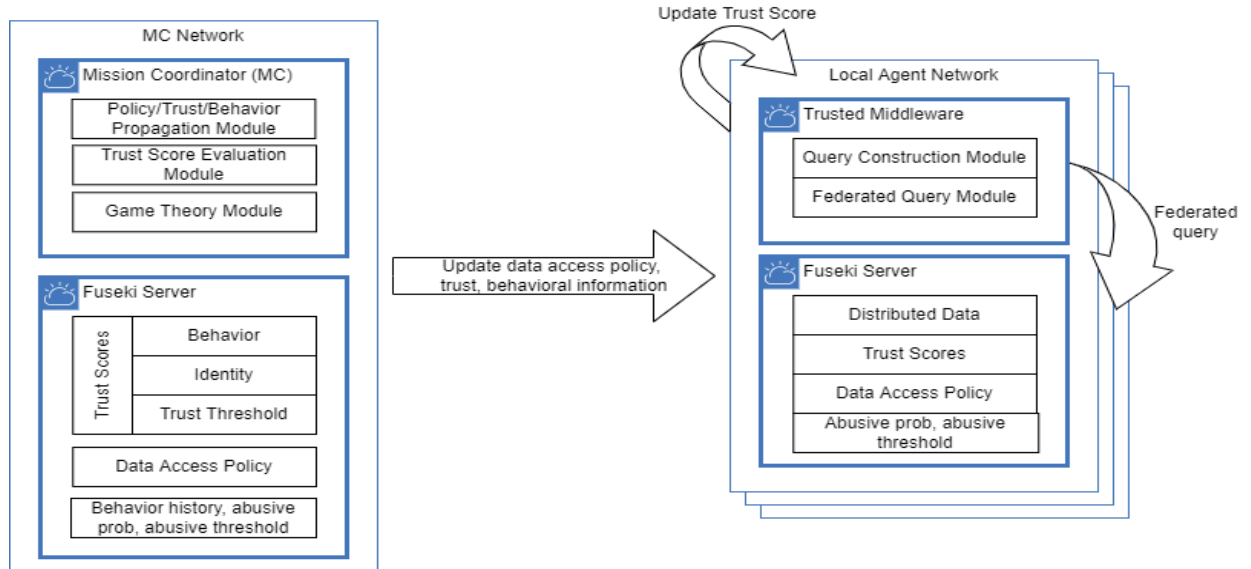 MC Network
Mission Coordinator (MC)
Policy/Trust/Behavior
Propagation Module
Trust Score Evaluation
Module
Game Theory Module
Fuseki Server
Trust Scores
Behavior
Identity
Trust Threshold
Data Access Policy
Behavior history, abusive
prob, abusive threshold
Update data access policy,
trust, behavioral information
Update Trust Score
Local Agent Network
Trusted Middleware
Query Construction Module
Federated Query Module
Federated
query
Fuseki Server
Distributed Data
Trust Scores
Data Access Policy
Abusive prob, abusive
threshold